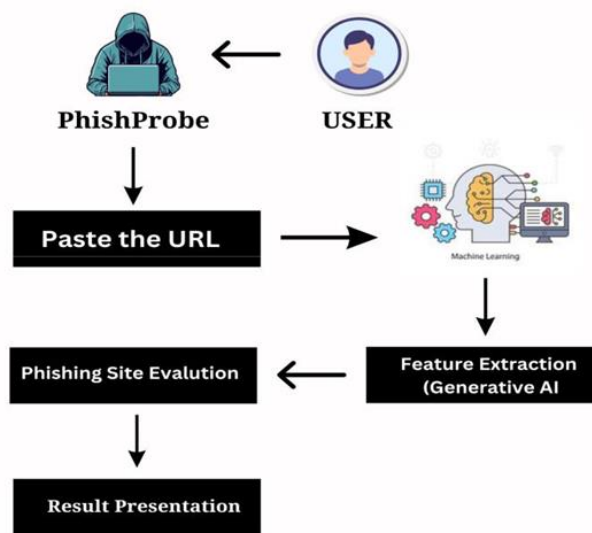 PhishProbe
USER
Paste the URL
Machine Learning
Feature Extraction
(Generative AI
Phishing Site Evalution
Result Presentation